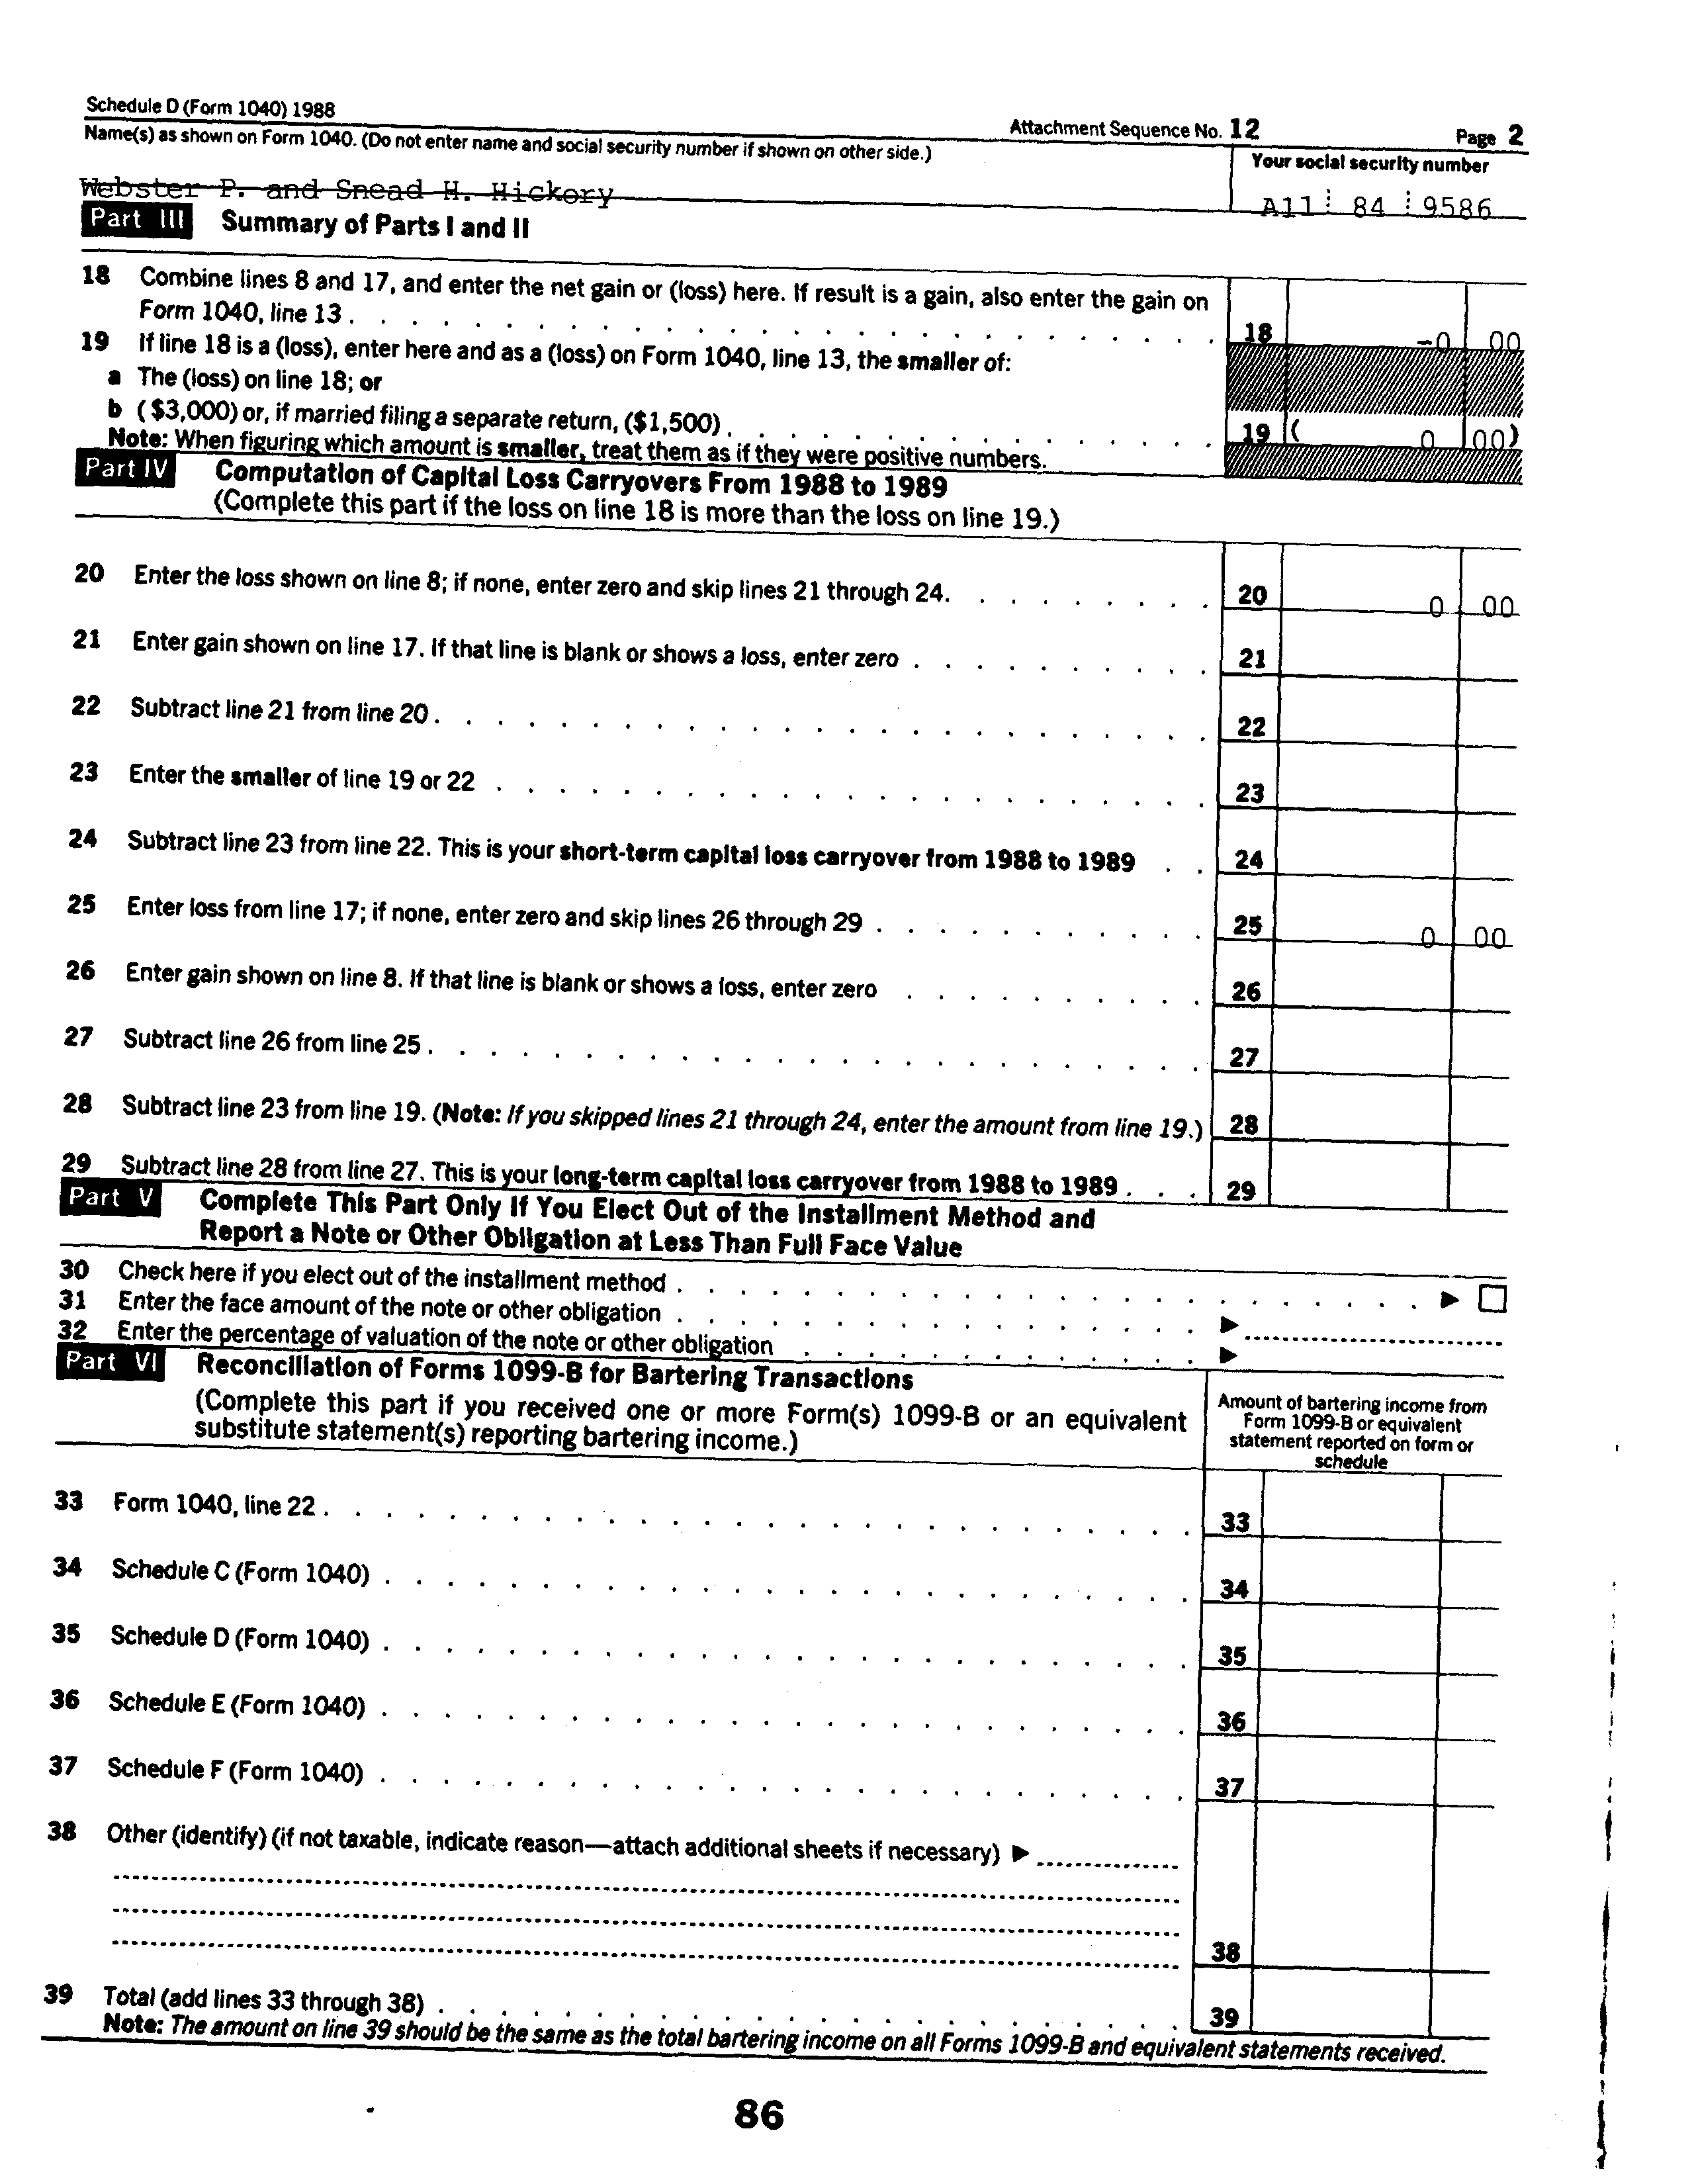 Schedule D (Form 1040) 1988
Attachment Sequence No. 12
Page 2
Name(s) as shown on Form 1040. (Do not enter name and social security number if shown on other side.)
Your social security number
Webster P. and Snead H. Hickory
A11 84 9586
Part III Summary of Parts I and II
18 Combine lines 8 and 17, and enter the net gain or (loss) here. If result is a gain, also enter the gain on
Form 1040, line 13 . . . . . . . . . . . . . . . . . . . . . . . . . . . . 18 -0 00
19 If line 18 is a (loss), enter here and as a (loss) on Form 1040, line 13, the smaller of:
a The (loss) on line 18; or
b ($3,000) or, if married filing a separate return, ($1,500) . . . . . . . . . . . . . . . . 19 ( 0 00)
Note: When figuring which amount is smaller, treat them as if they were positive numbers.
Part IV Computation of Capital Loss Carryovers From 1988 to 1989
(Complete this part if the loss on line 18 is more than the loss on line 19.)
20 Enter the loss shown on line 8; if none, enter zero and skip lines 21 through 24. . . . . . . . . 20 0 00
21 Enter gain shown on line 17. If that line is blank or shows a loss, enter zero . . . . . . . . . . 21
22 Subtract line 21 from line 20 . . . . . . . . . . . . . . . . . . . . . . . . . 22
23 Enter the smaller of line 19 or 22 . . . . . . . . . . . . . . . . . . . . . . . 23
24 Subtract line 23 from line 22. This is your short-term capital loss carryover from 1988 to 1989 . . 24
25 Enter loss from line 17; if none, enter zero and skip lines 26 through 29 . . . . . . . . . . . 25 0 00
26 Enter gain shown on line 8. If that line is blank or shows a loss, enter zero . . . . . . . . . . 26
27 Subtract line 26 from line 25 . . . . . . . . . . . . . . . . . . . . . . . . . 27
28 Subtract line 23 from line 19. (Note: If you skipped lines 21 through 24, enter the amount from line 19.) 28
29 Subtract line 28 from line 27. This is your long-term capital loss carryover from 1988 to 1989 . . . 29
Part V Complete This Part Only If You Elect Out of the Installment Method and
Report a Note or Other Obligation at Less Than Full Face Value
30 Check here if you elect out of the installment method . . . . . . . . . . . . . . . . . . . . . . . . ▶ □
31 Enter the face amount of the note or other obligation . . . . . . . . . . . . . . . . . ▶
32 Enter the percentage of valuation of the note or other obligation . . . . . . . . . . . . . ▶
Part VI Reconciliation of Forms 1099-B for Bartering Transactions
(Complete this part if you received one or more Form(s) 1099-B or an equivalent
substitute statement(s) reporting bartering income.)
Amount of bartering income from
Form 1099-B or equivalent
statement reported on form or
schedule
33 Form 1040, line 22 . . . . . . . . . . . . . . . . . . . . . . . . . . . . 33
34 Schedule C (Form 1040) . . . . . . . . . . . . . . . . . . . . . . . . . . 34
35 Schedule D (Form 1040) . . . . . . . . . . . . . . . . . . . . . . . . . . 35
36 Schedule E (Form 1040) . . . . . . . . . . . . . . . . . . . . . . . . . . 36
37 Schedule F (Form 1040) . . . . . . . . . . . . . . . . . . . . . . . . . . 37
38 Other (identify) (if not taxable, indicate reason—attach additional sheets if necessary) ▶
38
39 Total (add lines 33 through 38) . . . . . . . . . . . . . . . . . . . . . . . . 39
Note: The amount on line 39 should be the same as the total bartering income on all Forms 1099-B and equivalent statements received.
86